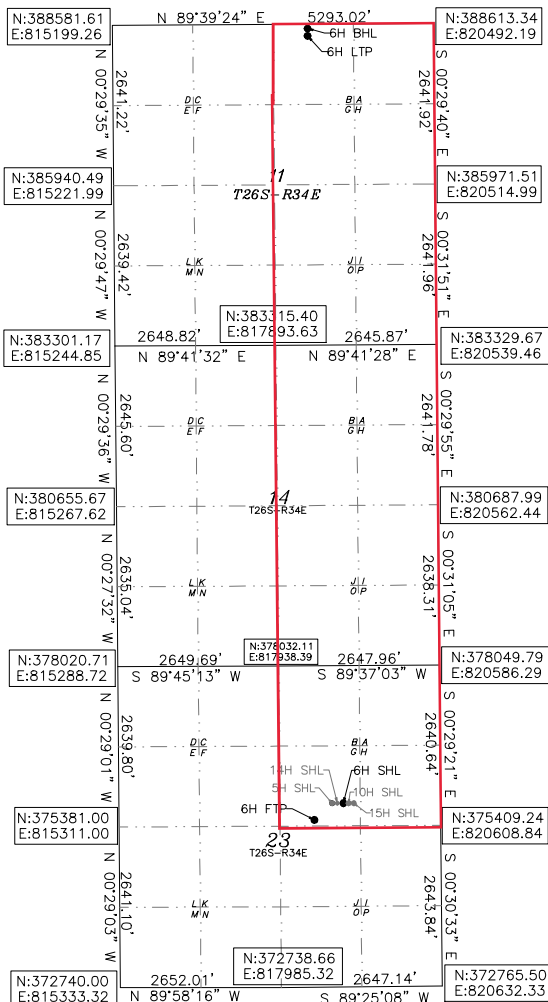 N:388581.61
E:815199.26
N 89°39'24" E
5293.02'
N:388613.34
E:820492.19
6H BHL
6H LTP
N 00°29'35" W
2641.22'
D C
E F
B A
G H
2641.92'
S 00°29'40" E
N:385940.49
E:815221.99
11
T26S-R34E
N:385971.51
E:820514.99
N 00°29'47" W
2639.42'
L K
M N
J I
O P
2641.96'
S 00°31'51" E
N:383315.40
E:817893.63
N:383301.17
E:815244.85
2648.82'
N 89°41'32" E
2645.87'
N 89°41'28" E
N:383329.67
E:820539.46
N 00°29'36" W
2645.60'
D C
E F
B A
G H
2641.78'
S 00°29'55" E
N:380655.67
E:815267.62
14
T26S-R34E
N:380687.99
E:820562.44
N 00°27'32" W
2635.04'
L K
M N
J I
O P
2638.31'
S 00°31'05" E
N:378032.11
E:817938.39
N:378020.71
E:815288.72
2649.69'
S 89°45'13" W
2647.96'
S 89°37'03" W
N:378049.79
E:820586.29
N 00°29'01" W
2639.80'
D C
E F
B A
G H
2640.64'
S 00°29'21" E
14H SHL
6H SHL
5H SHL
10H SHL
6H FTP
15H SHL
N:375381.00
E:815311.00
23
T26S-R34E
N:375409.24
E:820608.84
N 00°29'03" W
2641.10'
L K
M N
J I
O P
2643.84'
S 00°30'33" E
N:372738.66
E:817985.32
N:372740.00
E:815333.32
2652.01'
N 89°58'16" W
2647.14'
S 89°25'08" W
N:372765.50
E:820632.33